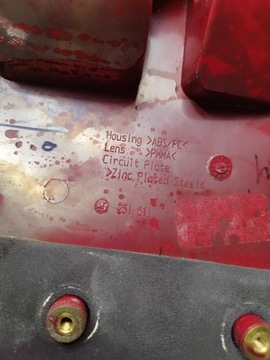 Housing >ABS/PC<
Lens >PMMA<
Circuit Plate
>Zinc Plated Steel<